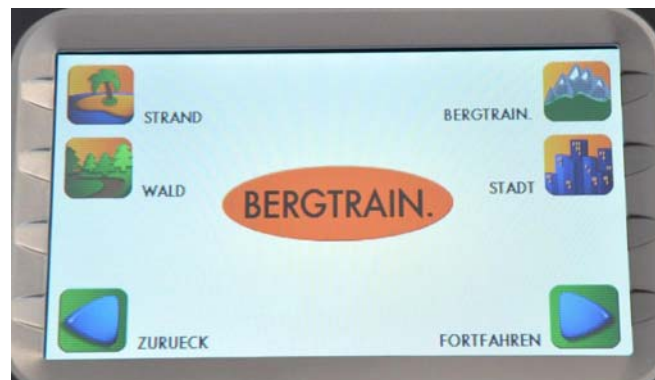 STRAND
BERGTRAIN.
WALD
BERGTRAIN.
STADT
ZURUECK
FORTFAHREN